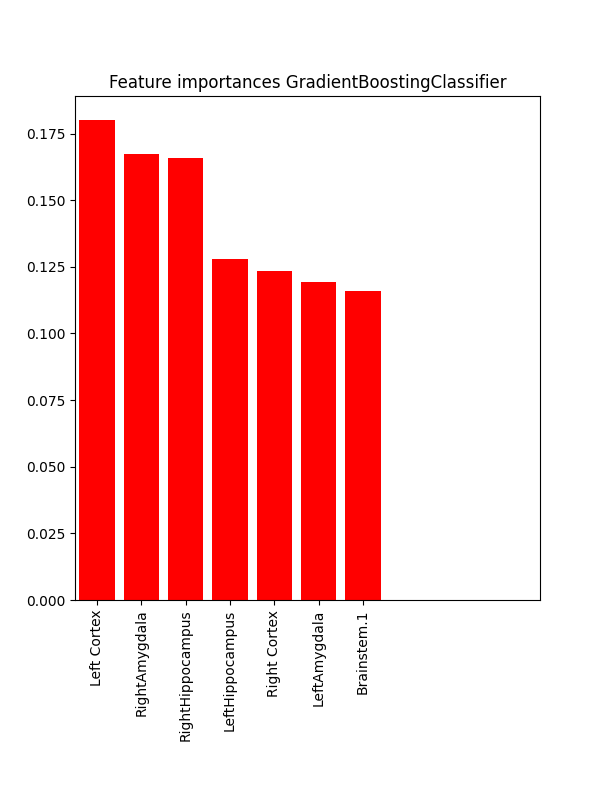 Feature importances GradientBoostingClassifier
0.175
0.150
0.125
0.100
0.075
0.050
0.025
0.000
Left Cortex
RightAmygdala
RightHippocampus
LeftHippocampus
Right Cortex
LeftAmygdala
Brainstem.1